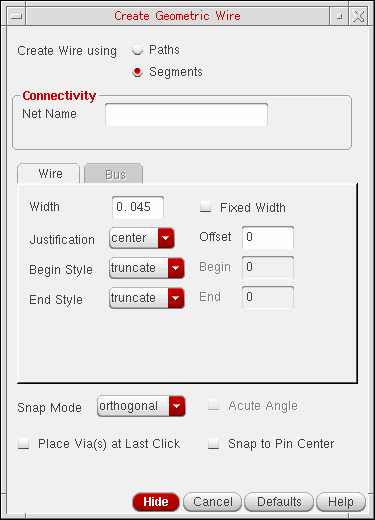 Create Geometric Wire
Create Wire using Paths
Segments
Connectivity
Net Name
Wire Bus
Width 0.045 Fixed Width
Justification center Offset 0
Begin Style truncate Begin 0
End Style truncate End 0
Snap Mode orthogonal Acute Angle
Place Via(s) at Last Click Snap to Pin Center
Hide Cancel Defaults Help